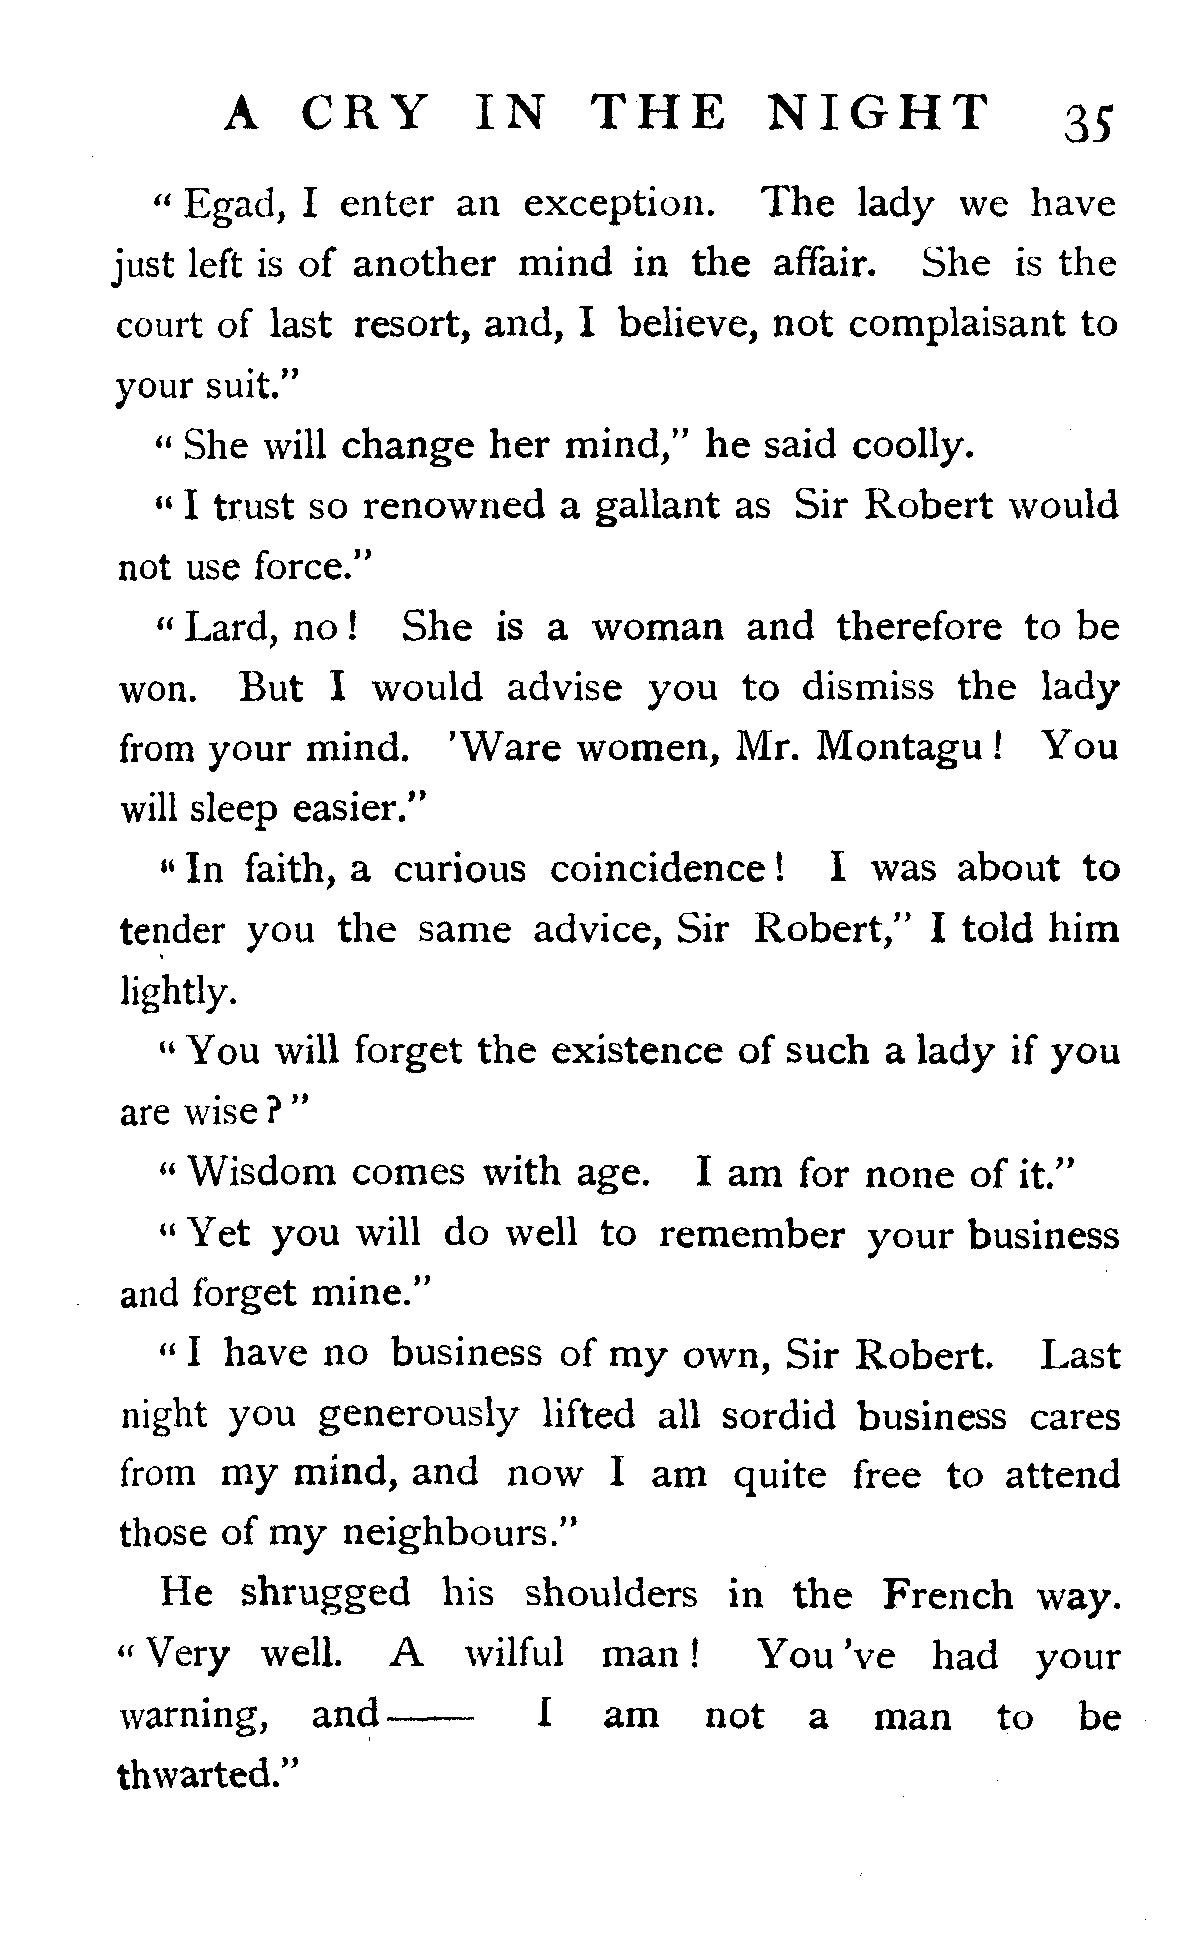 A CRY IN THE NIGHT 35
“ Egad, I enter an exception. The lady we have
just left is of another mind in the affair. She is the
court of last resort, and, I believe, not complaisant to
your suit.”
“ She will change her mind,” he said coolly.
“ I trust so renowned a gallant as Sir Robert would
not use force.”
“ Lard, no ! She is a woman and therefore to be
won. But I would advise you to dismiss the lady
from your mind. ’Ware women, Mr. Montagu ! You
will sleep easier.”
“ In faith, a curious coincidence ! I was about to
tender you the same advice, Sir Robert,” I told him
lightly.
“ You will forget the existence of such a lady if you
are wise ? ”
“ Wisdom comes with age. I am for none of it.”
“ Yet you will do well to remember your business
and forget mine.”
“ I have no business of my own, Sir Robert. Last
night you generously lifted all sordid business cares
from my mind, and now I am quite free to attend
those of my neighbours.”
He shrugged his shoulders in the French way.
“ Very well. A wilful man ! You ’ve had your
warning, and—— I am not a man to be
thwarted.”